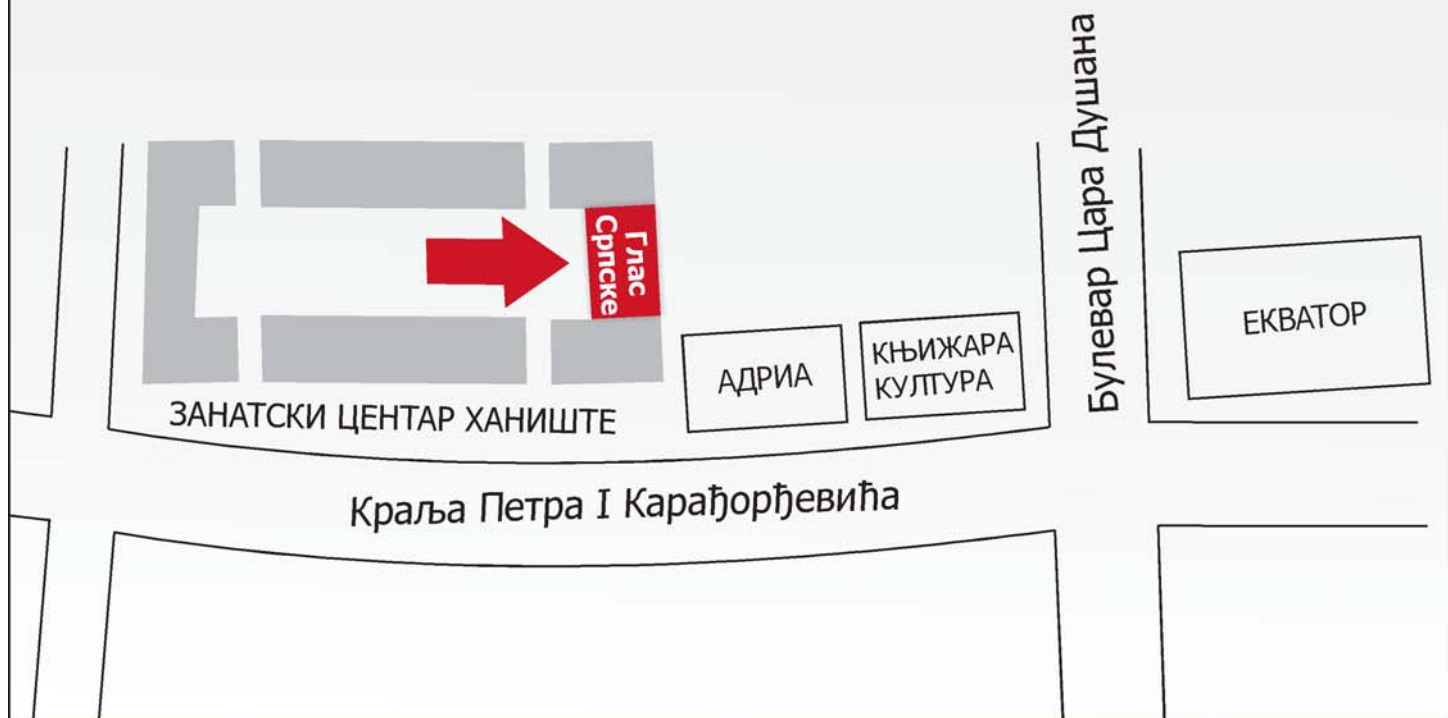 Булевар Цара Душана
Глас
Српске
ЕКВАТОР
КЊИЖАРА
КУЛТУРА
АДРИА
ЗАНАТСКИ ЦЕНТАР ХАНИШТЕ
Краља Петра I Карађорђевића